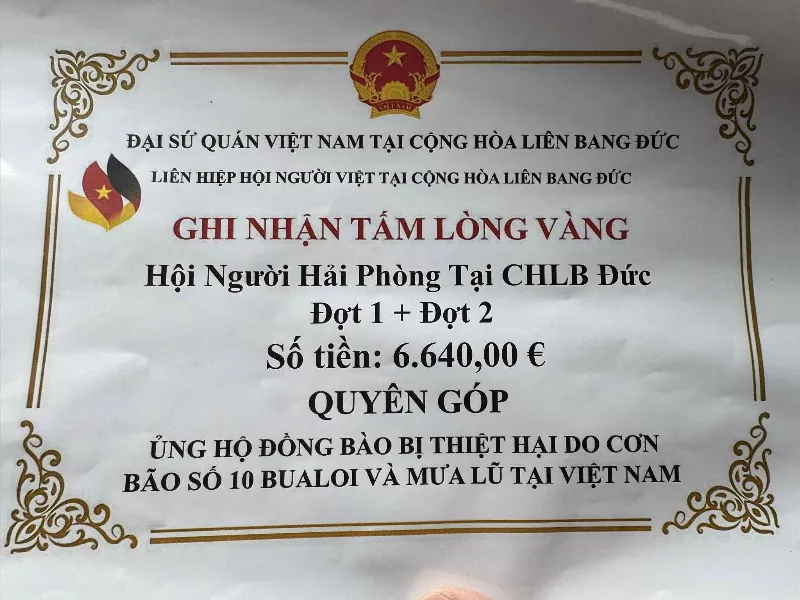 VIỆT NAM
ĐẠI SỨ QUÁN VIỆT NAM TẠI CỘNG HÒA LIÊN BANG ĐỨC
LIÊN HIỆP HỘI NGƯỜI VIỆT TẠI CỘNG HÒA LIÊN BANG ĐỨC
GHI NHẬN TẤM LÒNG VÀNG
Hội Người Hải Phòng Tại CHLB Đức
Đợt 1 + Đợt 2
Số tiền: 6.640,00 €
QUYÊN GÓP
ỦNG HỘ ĐỒNG BÀO BỊ THIỆT HẠI DO CƠN
BÃO SỐ 10 BUALOI VÀ MƯA LŨ TẠI VIỆT NAM